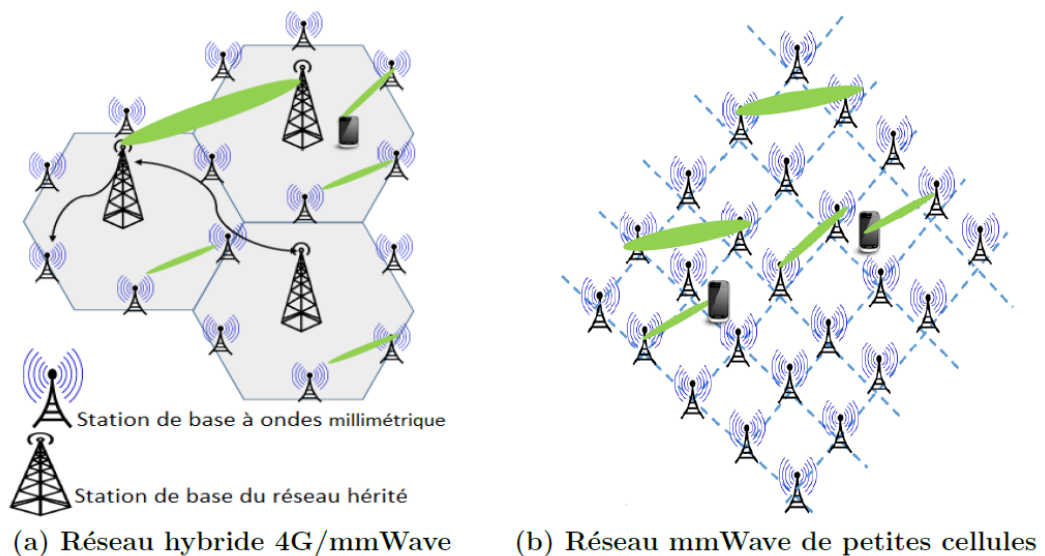 Station de base à ondes millimétrique
Station de base du réseau hérité
(a) Réseau hybride 4G/mmWave
(b) Réseau mmWave de petites cellules